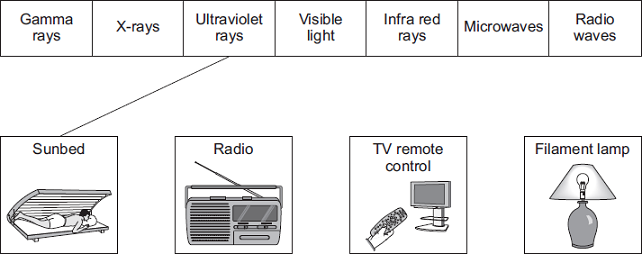 Gamma
rays
X-rays
Ultraviolet
rays
Visible
light
Infra red
rays
Microwaves
Radio
waves
Sunbed
Radio
TV remote
control
Filament lamp